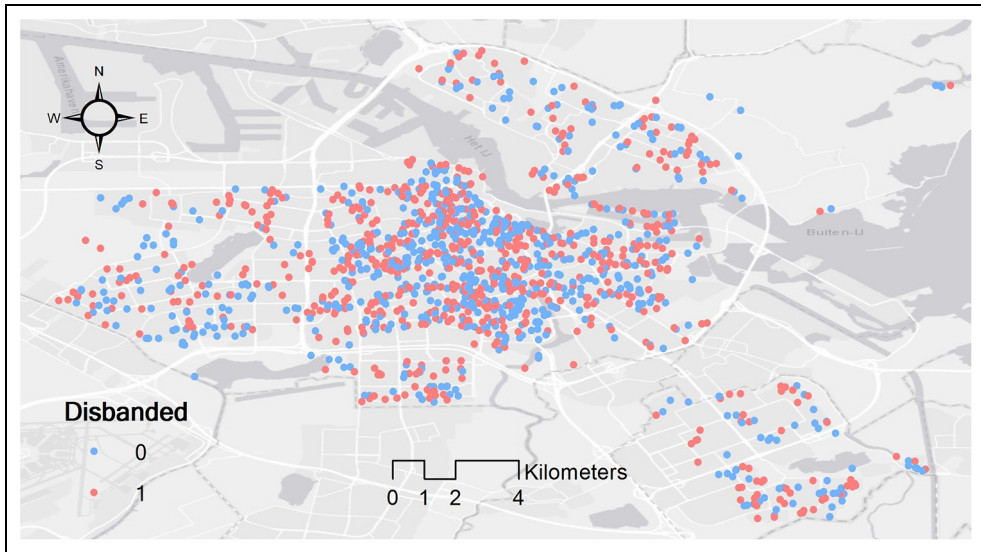 Amerikahaven
N
W E
S
Het IJ
Buiten-IJ
Disbanded
0
1
Kilometers
0 1 2 4